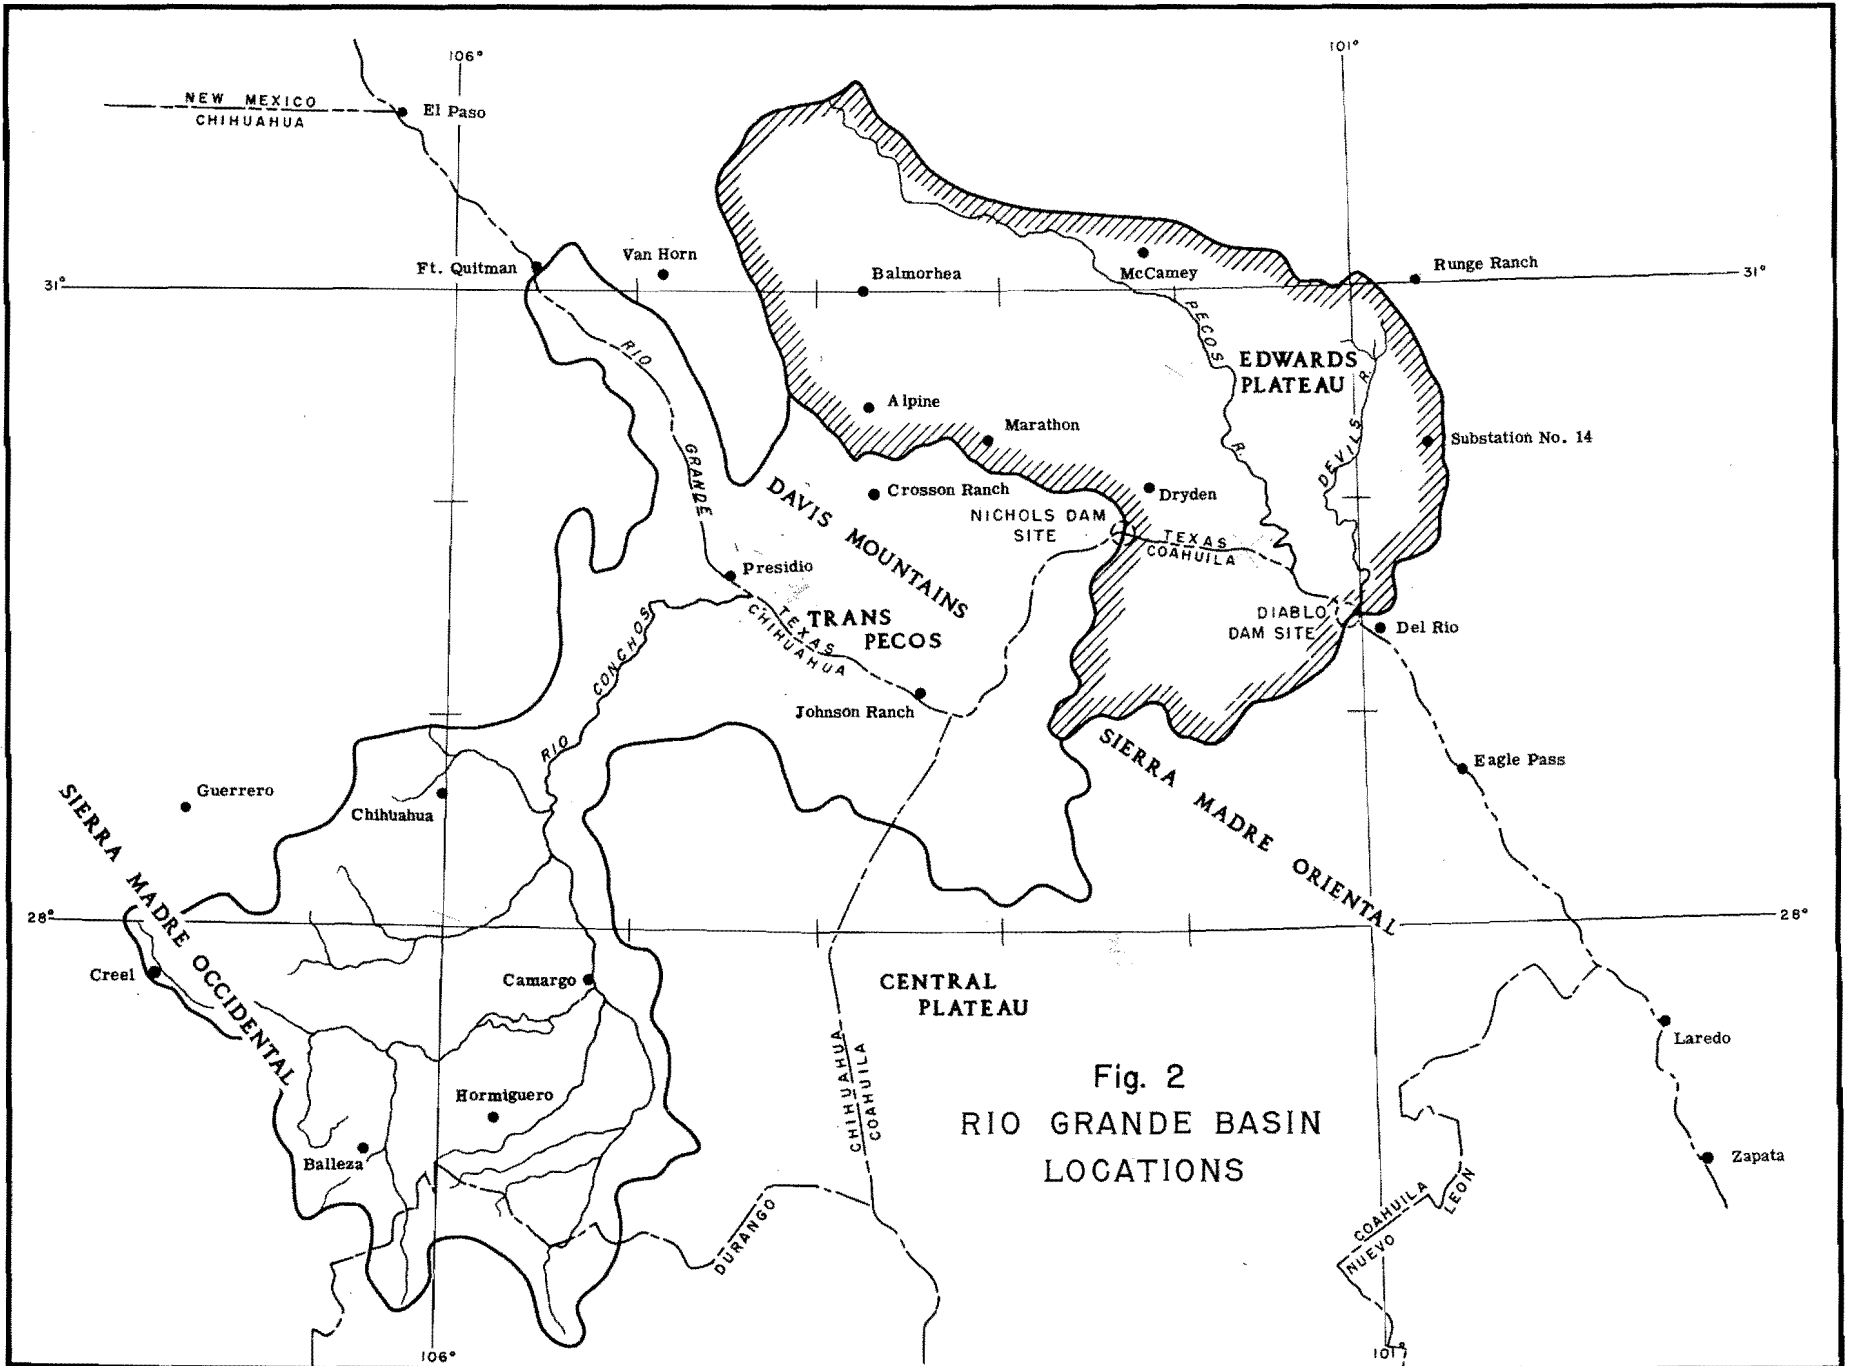 106°
101°
NEW MEXICO
CHIHUAHUA
El Paso
Ft. Quitman
Van Horn
Balmorhea
McCamey
Runge Ranch
31°
31°
RIO
GRANDE
PECOS
R.
EDWARDS
PLATEAU
DEVILS
R.
Alpine
Marathon
Substation No. 14
Crosson Ranch
Dryden
NICHOLS DAM
SITE
TEXAS
COAHUILA
DAVIS MOUNTAINS
Presidio
TRANS
PECOS
TEXAS
CHIHUAHUA
DIABLO
DAM SITE
Del Rio
RIO
CONCHOS
Johnson Ranch
SIERRA MADRE ORIENTAL
Eagle Pass
Guerrero
Chihuahua
SIERRA MADRE OCCIDENTAL
28°
28°
Creel
Camargo
CENTRAL
PLATEAU
CHIHUAHUA
COAHUILA
Laredo
Hormiguero
Balleza
Zapata
DURANGO
COAHUILA
NUEVO
LEON
Fig. 2
RIO GRANDE BASIN
LOCATIONS
106°
101°